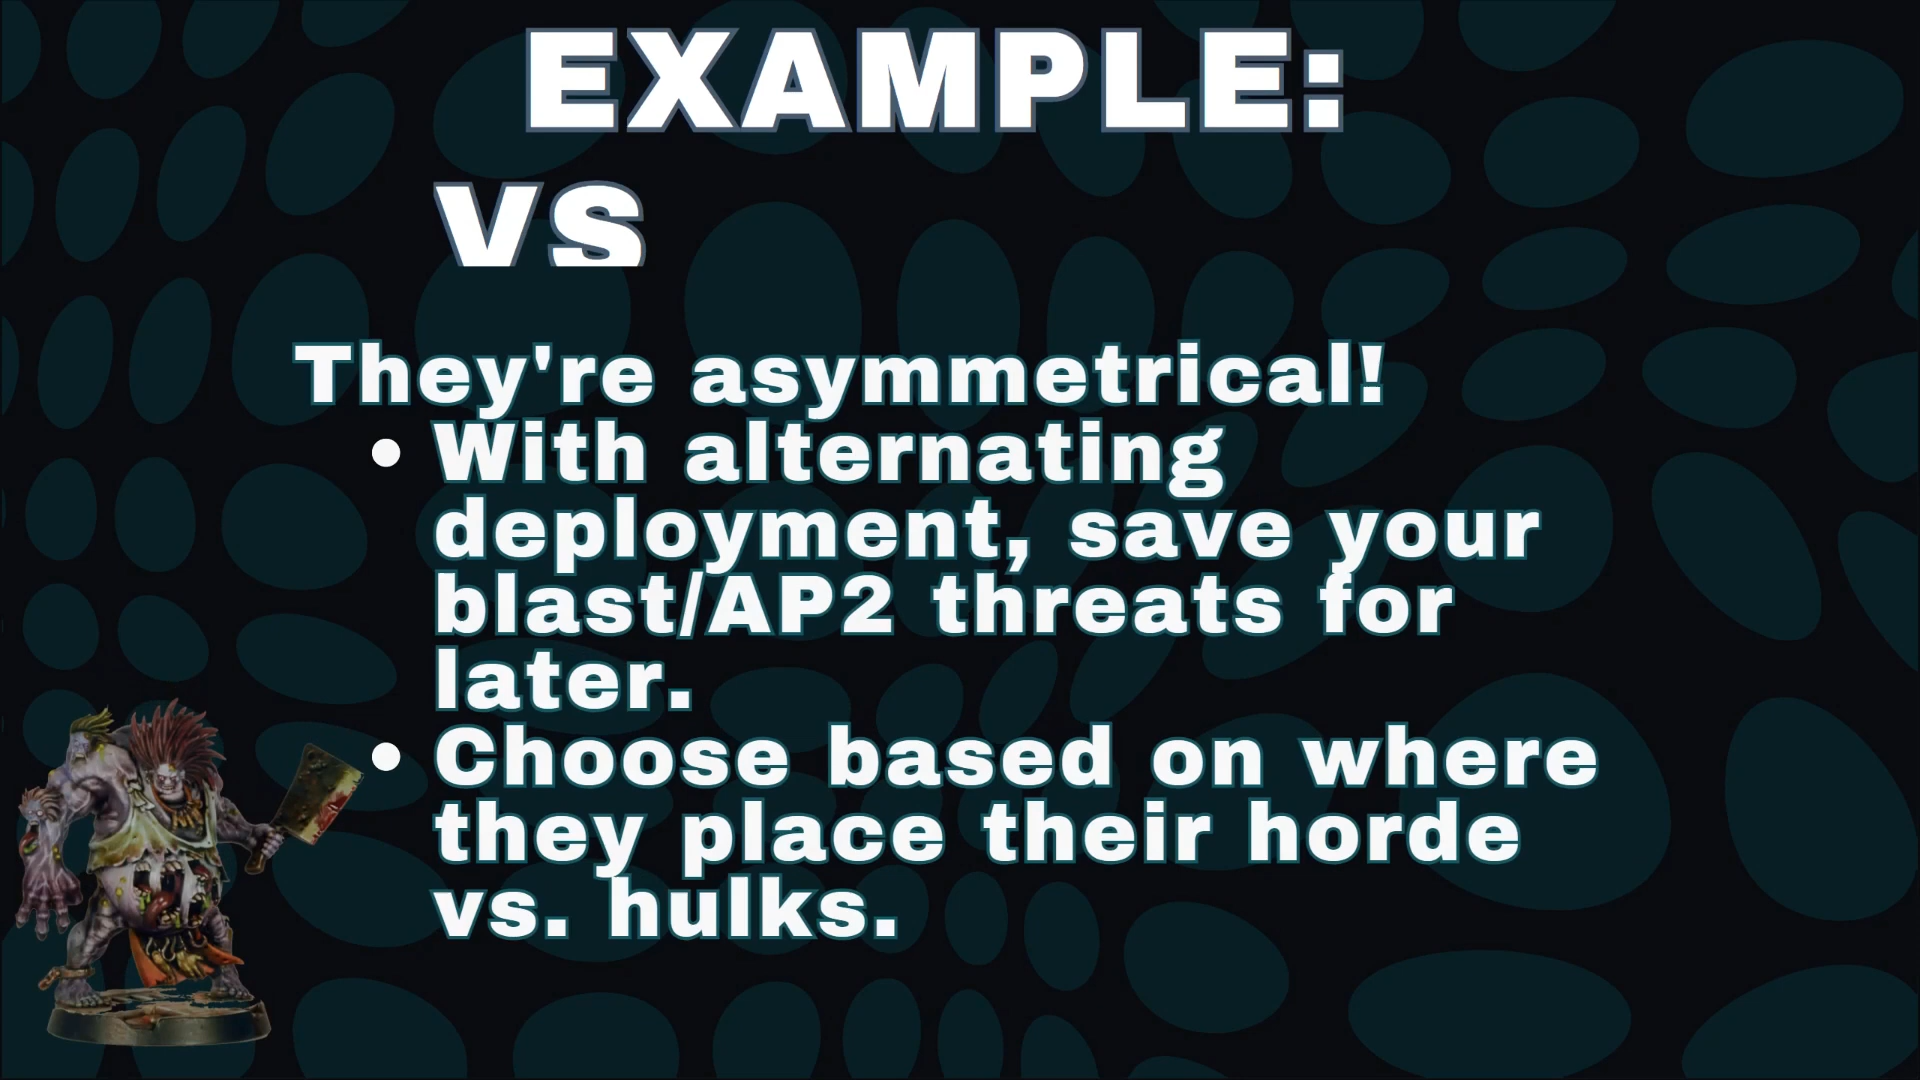 EXAMPLE:
VS
They're asymmetrical!
• With alternating
deployment, save your
blast/AP2 threats for
later.
• Choose based on where
they place their horde
vs. hulks.